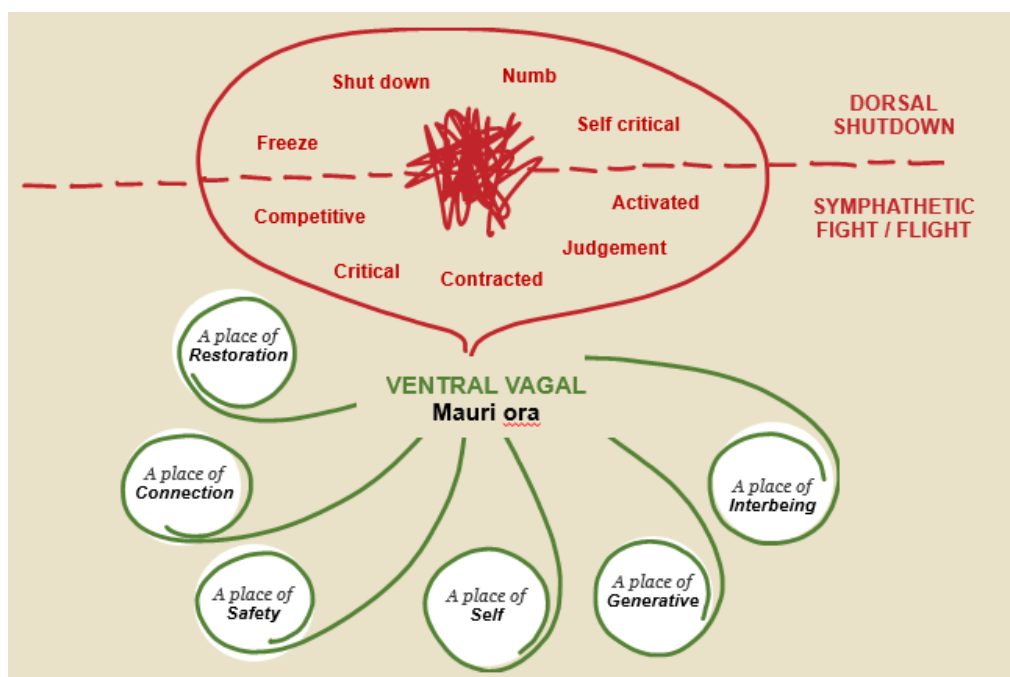 Shut down
Numb
DORSAL
SHUTDOWN
Self critical
Freeze
Activated
SYMPHATHETIC
FIGHT / FLIGHT
Competitive
Judgement
Critical
Contracted
A place of
Restoration
VENTRAL VAGAL
Mauri ora
A place of
Connection
A place of
Interbeing
A place of
Safety
A place of
Self
A place of
Generative